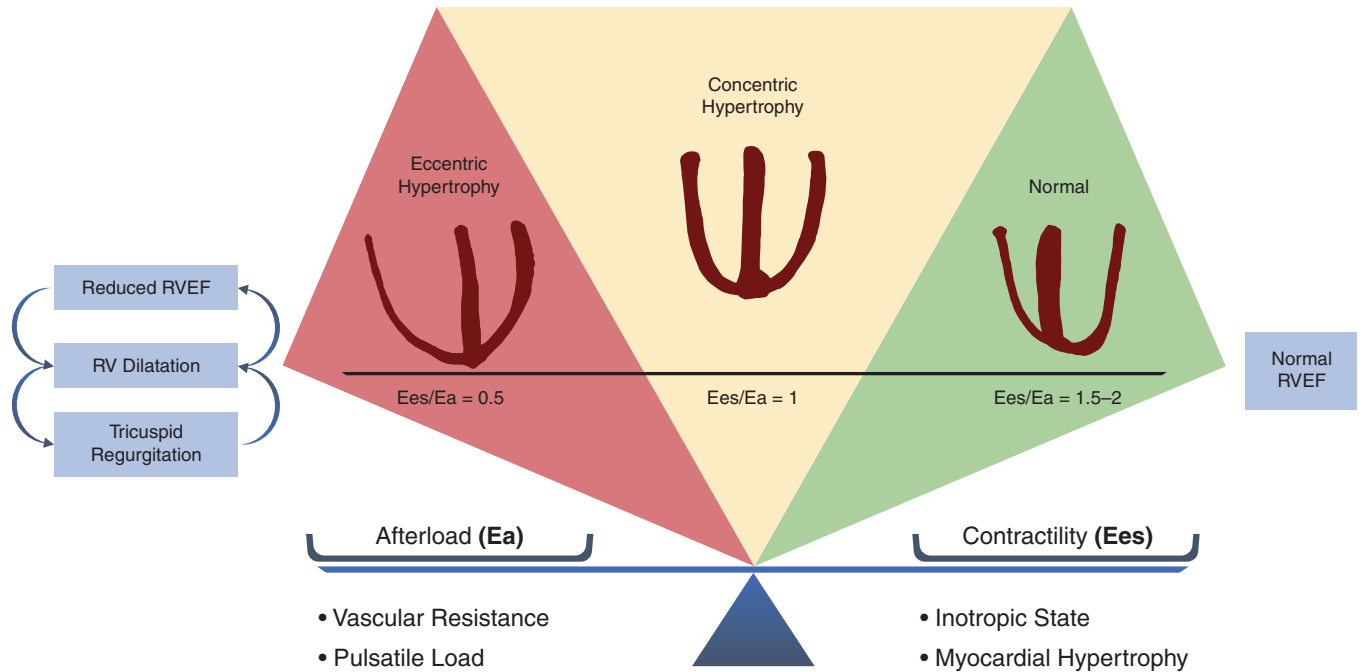 Concentric
Hypertrophy
Eccentric
Hypertrophy
Normal
Reduced RVEF
RV Dilatation
Tricuspid
Regurgitation
Normal
RVEF
Ees/Ea = 0.5
Ees/Ea = 1
Ees/Ea = 1.5–2
Afterload (Ea)
Contractility (Ees)
• Vascular Resistance
• Pulsatile Load
• Inotropic State
• Myocardial Hypertrophy